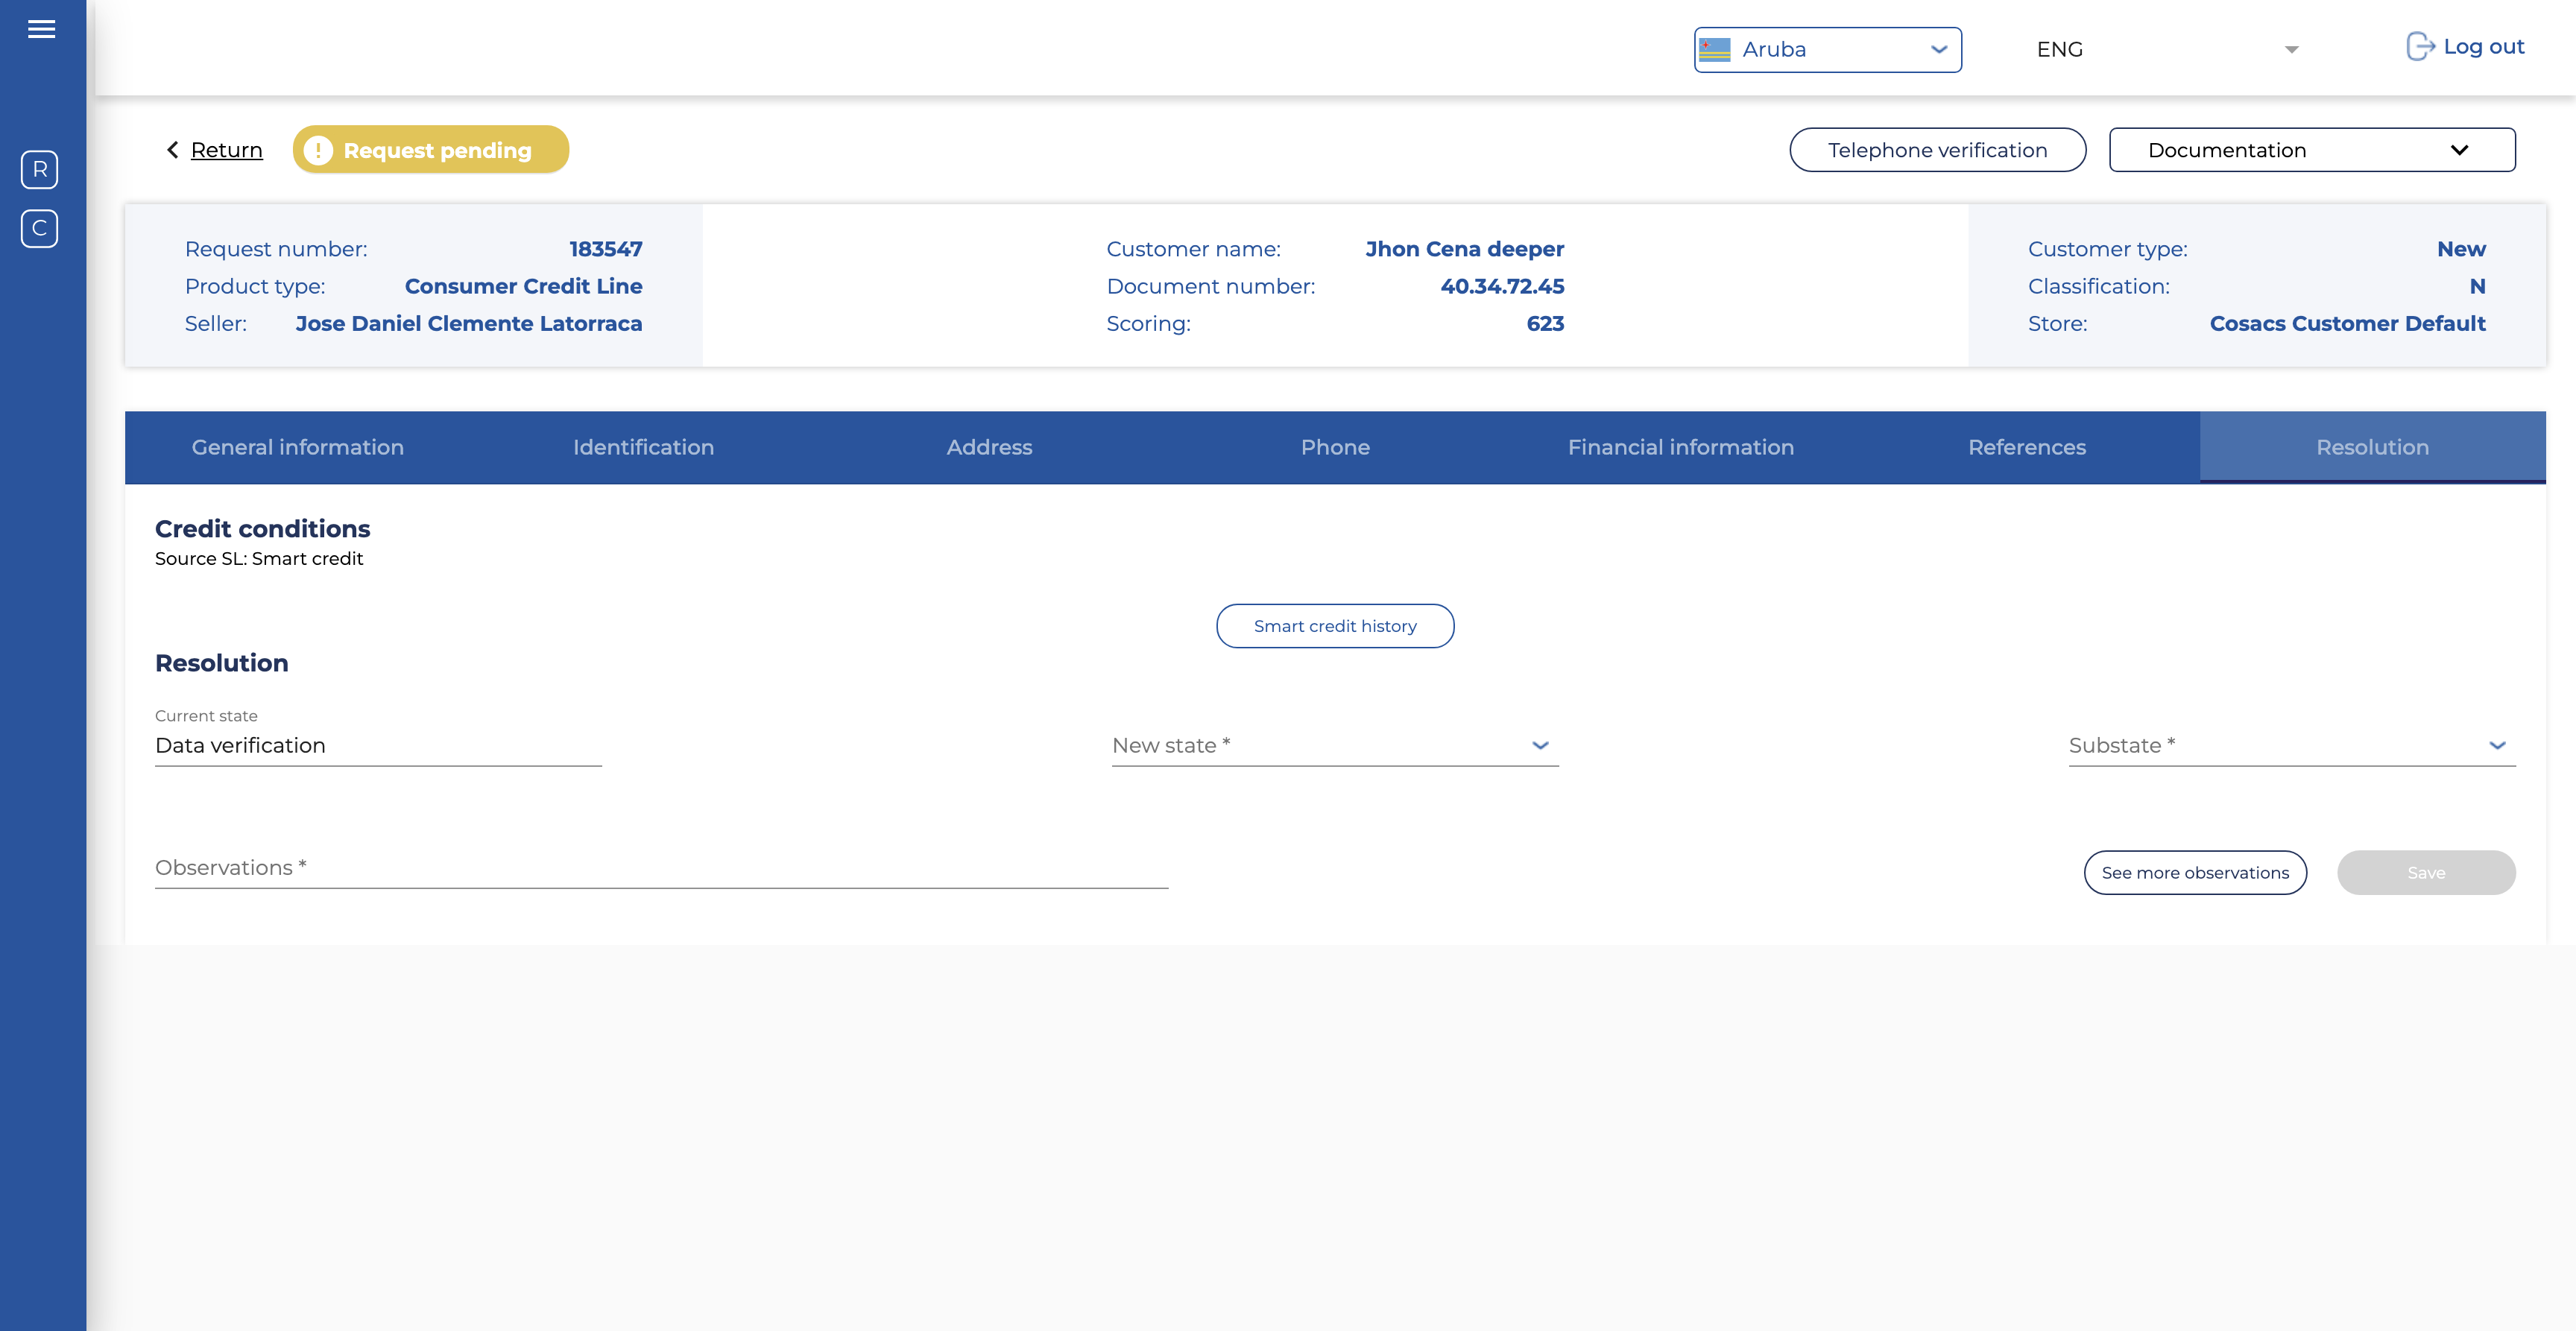 Aruba
ENG
Log out
R
C
Return
Request pending
Telephone verification
Documentation
Request number: 183547
Product type: Consumer Credit Line
Seller: Jose Daniel Clemente Latorraca
Customer name: Jhon Cena deeper
Document number: 40.34.72.45
Scoring: 623
Customer type: New
Classification: N
Store: Cosacs Customer Default
General information
Identification
Address
Phone
Financial information
References
Resolution
Credit conditions
Source SL: Smart credit
Smart credit history
Resolution
Current state
Data verification
New state *
Substate *
Observations *
See more observations
Save